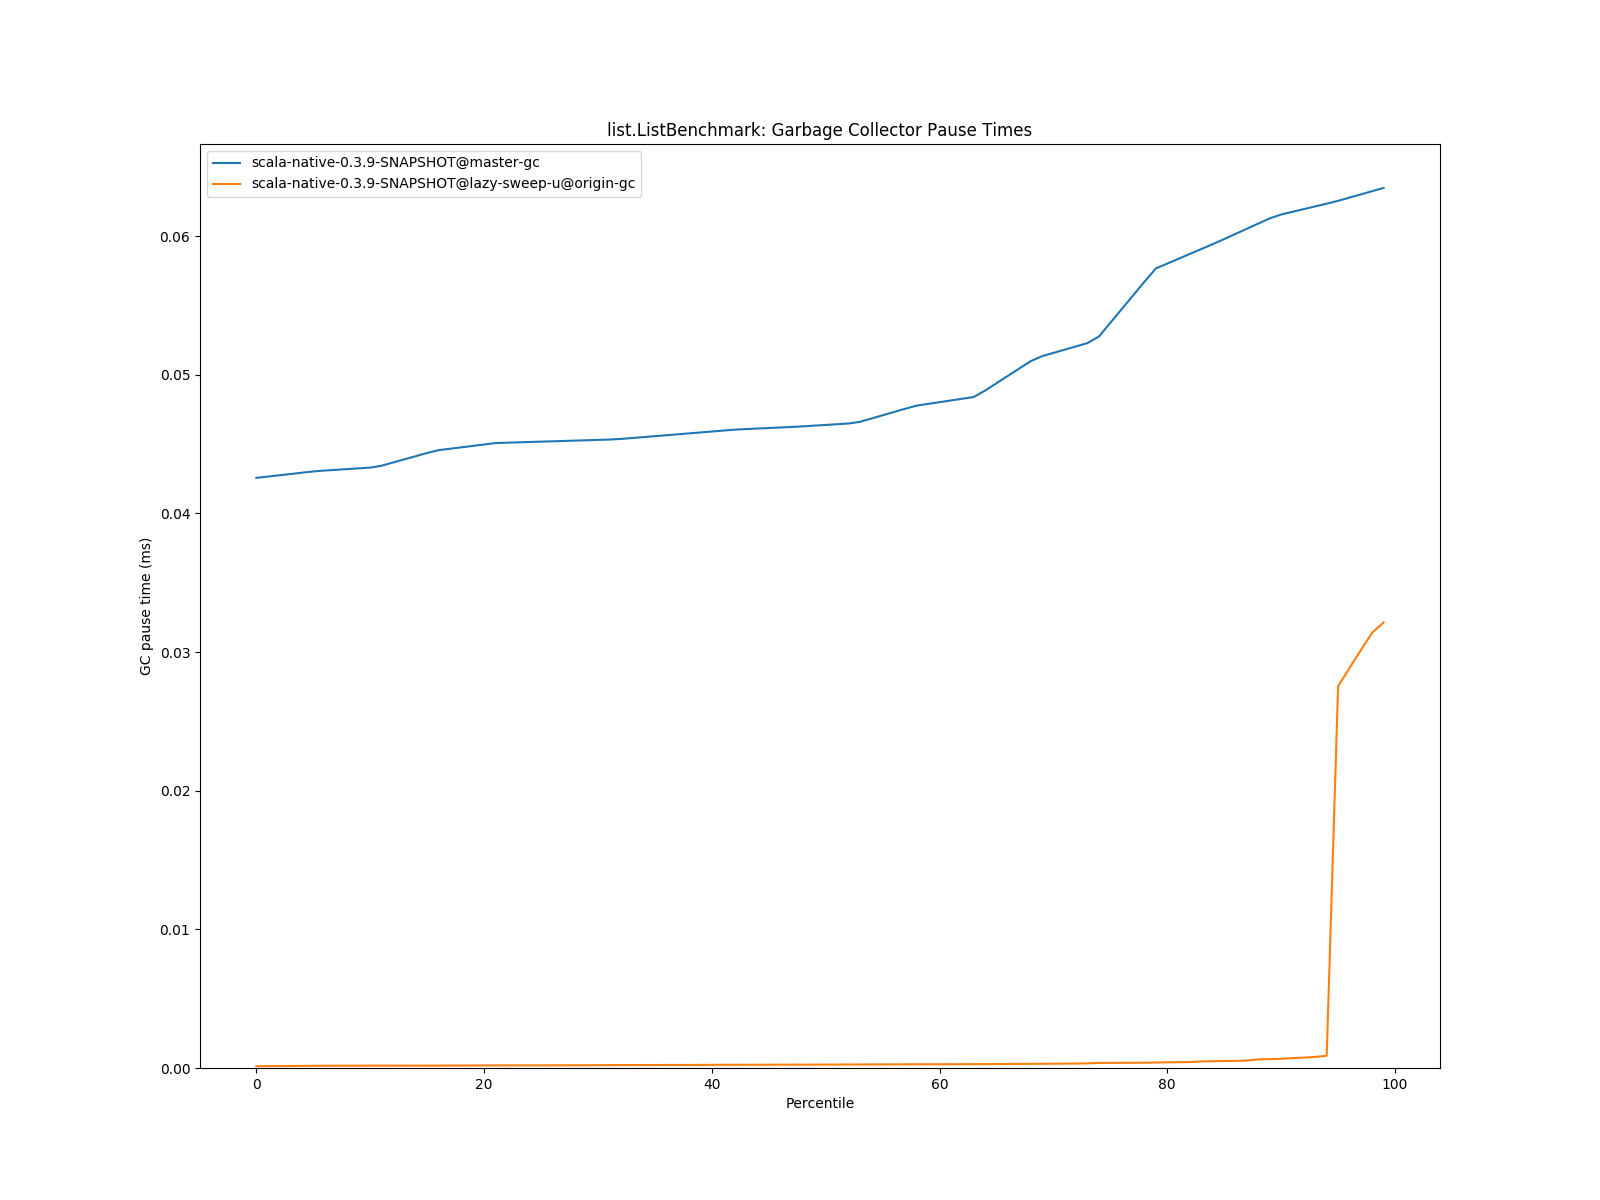 list.ListBenchmark: Garbage Collector Pause Times
scala-native-0.3.9-SNAPSHOT@master-gc
scala-native-0.3.9-SNAPSHOT@lazy-sweep-u@origin-gc
GC pause time (ms)
0.06
0.05
0.04
0.03
0.02
0.01
0.00
0 20 40 60 80 100
Percentile